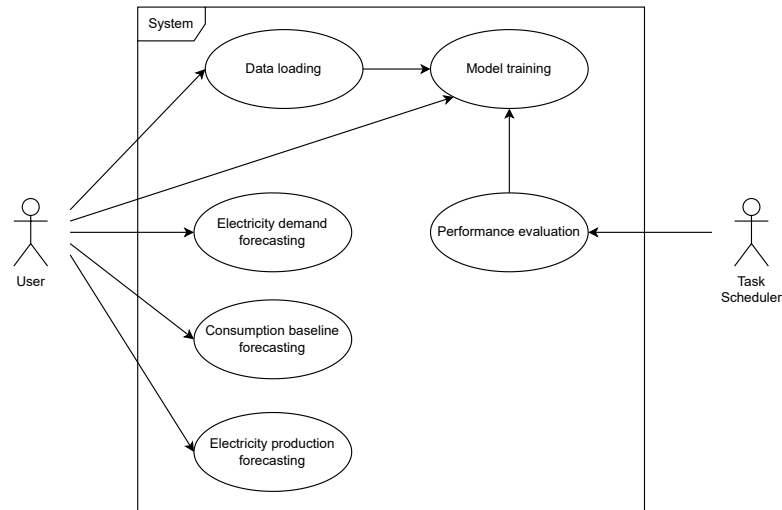 System
Data loading
Model training
Electricity demand
forecasting
Performance evaluation
User
Task
Scheduler
Consumption baseline
forecasting
Electricity production
forecasting